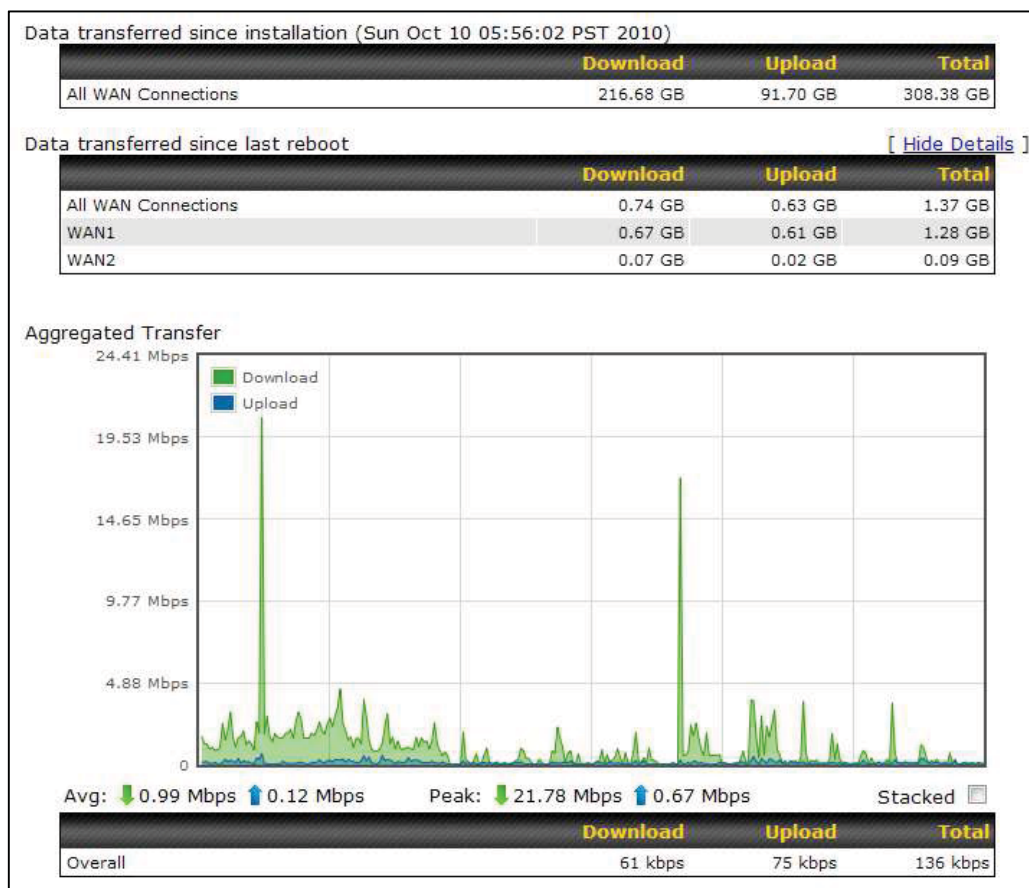 Data transferred since installation (Sun Oct 10 05:56:02 PST 2010)
Download Upload Total
All WAN Connections 216.68 GB 91.70 GB 308.38 GB
Data transferred since last reboot [ Hide Details ]
Download Upload Total
All WAN Connections 0.74 GB 0.63 GB 1.37 GB
WAN1 0.67 GB 0.61 GB 1.28 GB
WAN2 0.07 GB 0.02 GB 0.09 GB
Aggregated Transfer
24.41 Mbps
Download
Upload
19.53 Mbps
14.65 Mbps
9.77 Mbps
4.88 Mbps
0
Avg: 0.99 Mbps 0.12 Mbps Peak: 21.78 Mbps 0.67 Mbps Stacked
Download Upload Total
Overall 61 kbps 75 kbps 136 kbps